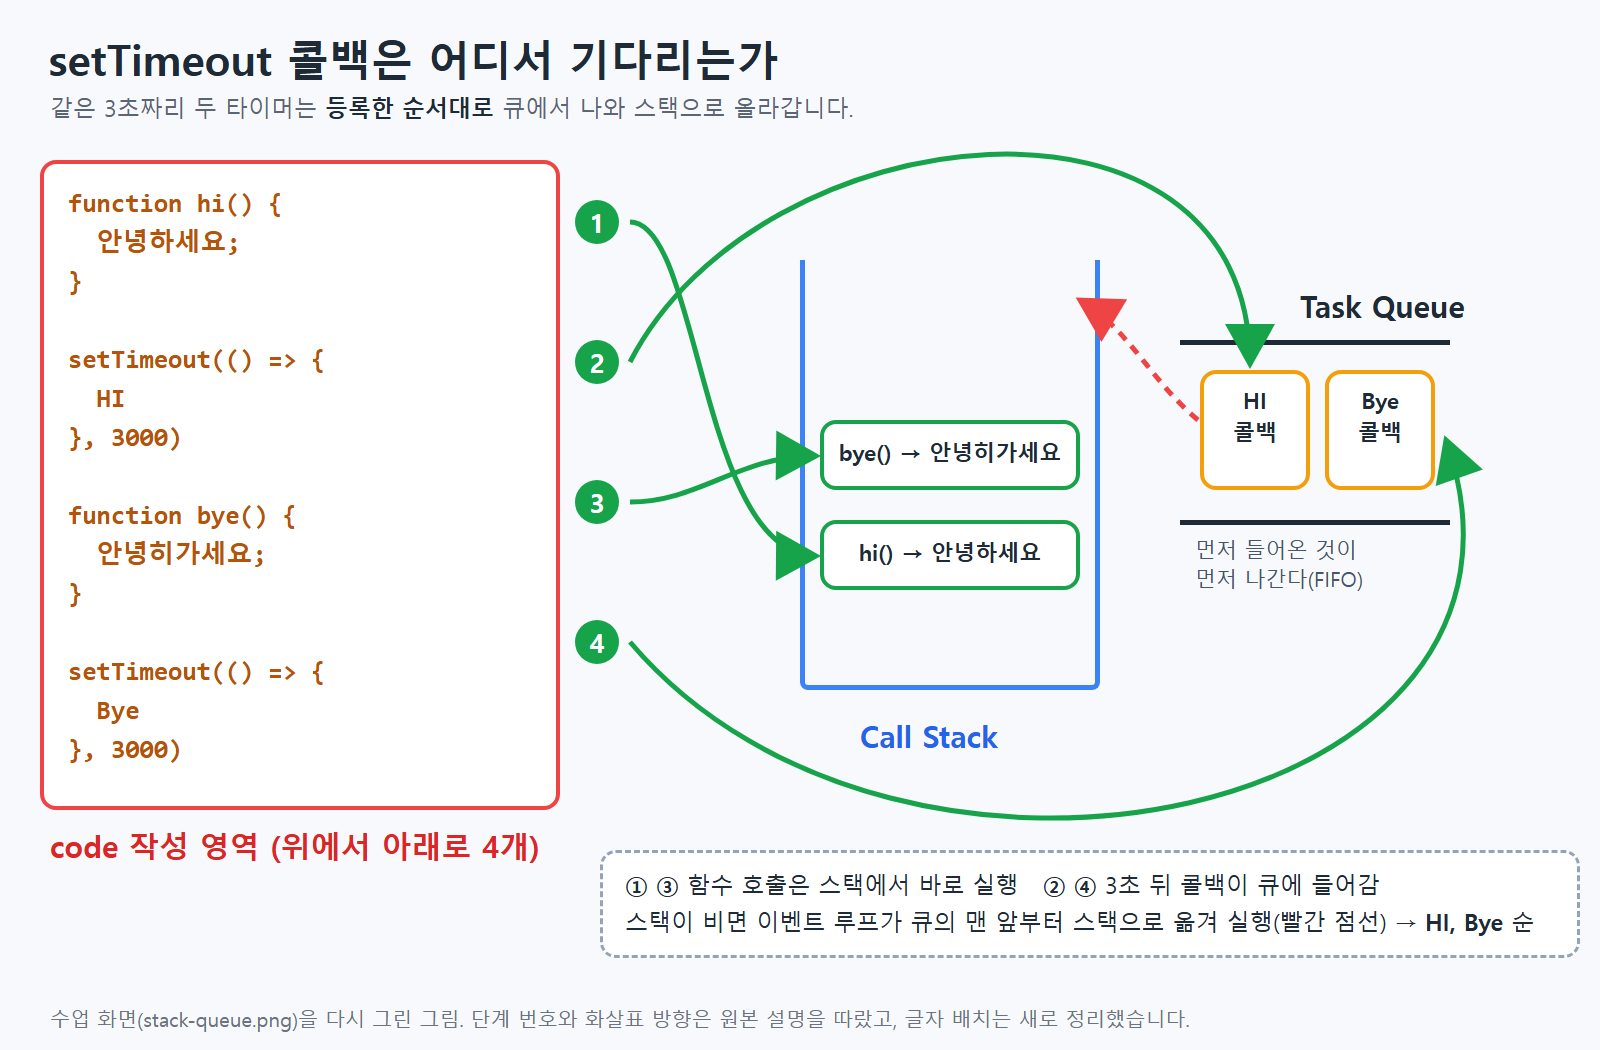 setTimeout 콜백은 어디서 기다리는가
같은 3초짜리 두 타이머는 등록한 순서대로 큐에서 나와 스택으로 올라갑니다.
function hi() {
안녕하세요;
}
setTimeout(() => {
HI
}, 3000)
function bye() {
안녕히가세요;
}
setTimeout(() => {
Bye
}, 3000)
code 작성 영역 (위에서 아래로 4개)
1
2
3
4
bye() → 안녕히가세요
hi() → 안녕하세요
Call Stack
Task Queue
HI
콜백
Bye
콜백
먼저 들어온 것이
먼저 나간다(FIFO)
① ③ 함수 호출은 스택에서 바로 실행 ② ④ 3초 뒤 콜백이 큐에 들어감
스택이 비면 이벤트 루프가 큐의 맨 앞부터 스택으로 옮겨 실행(빨간 점선) → HI, Bye 순
수업 화면(stack-queue.png)을 다시 그린 그림. 단계 번호와 화살표 방향은 원본 설명을 따랐고, 글자 배치는 새로 정리했습니다.